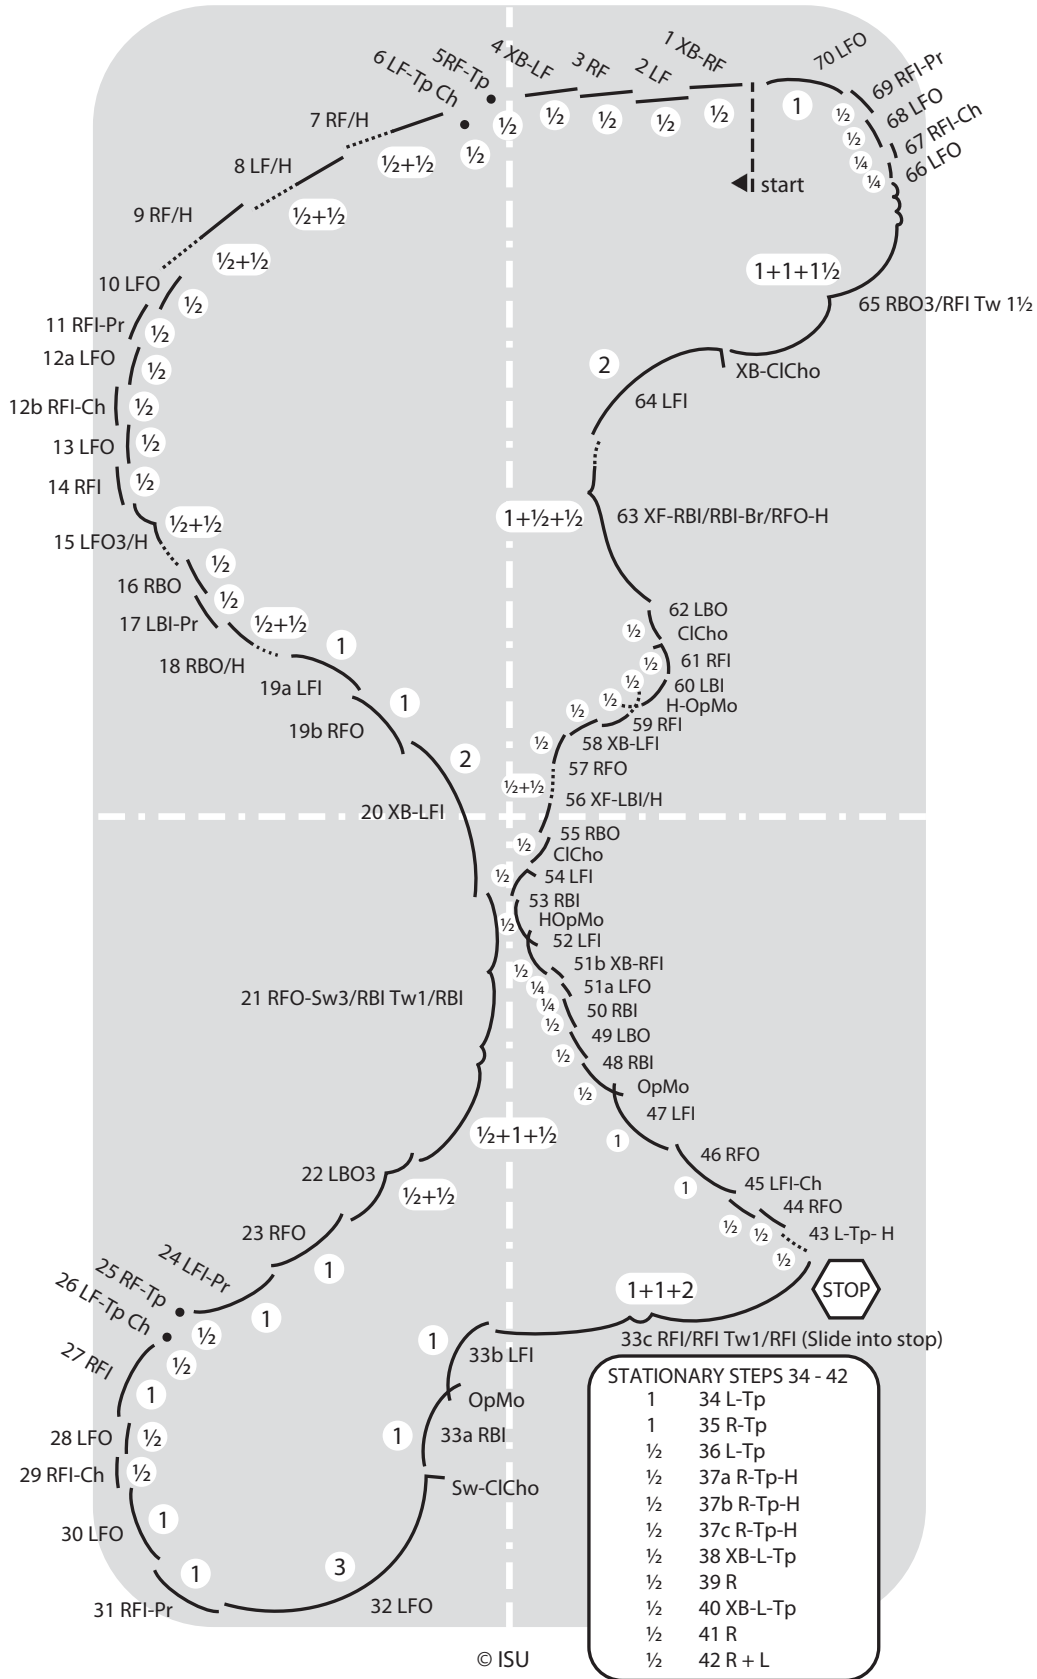 1 XB-RF
½
2 LF
½
3 RF
½
4 XB-LF
½
5RF-Tp
½
6 LF-Tp Ch
½
7 RF/H
½+½
8 LF/H
½+½
9 RF/H
½+½
10 LFO
½
11 RFI-Pr
½
12a LFO
½
12b RFI-Ch
½
13 LFO
½
14 RFI
½
15 LFO3/H
½+½
16 RBO
½
17 LBI-Pr
½
18 RBO/H
½+½
19a LFI
1
19b RFO
1
20 XB-LFI
2
21 RFO-Sw3/RBI Tw1/RBI
½+1+½
22 LBO3
½+½
23 RFO
1
24 LFI-Pr
1
25 RF-Tp
½
26 LF-Tp Ch
½
27 RFI
1
28 LFO
½
29 RFI-Ch
½
30 LFO
1
31 RFI-Pr
1
32 LFO
3
Sw-ClCho
33a RBI
1
OpMo
33b LFI
1
33c RFI/RFI Tw1/RFI (Slide into stop)
1+1+2
STOP
STATIONARY STEPS 34 - 42
1 34 L-Tp
1 35 R-Tp
½ 36 L-Tp
½ 37a R-Tp-H
½ 37b R-Tp-H
½ 37c R-Tp-H
½ 38 XB-L-Tp
½ 39 R
½ 40 XB-L-Tp
½ 41 R
½ 42 R + L
43 L-Tp- H
½
44 RFO
½
45 LFI-Ch
½
46 RFO
1
47 LFI
1
OpMo
48 RBI
½
49 LBO
½
50 RBI
½
51a LFO
¼
51b XB-RFI
¼
52 LFI
½
HOpMo
53 RBI
½
54 LFI
½
ClCho
55 RBO
½
56 XF-LBI/H
½+½
57 RFO
½
58 XB-LFI
½
59 RFI
½
H-OpMo
60 LBI
½
61 RFI
½
ClCho
62 LBO
½
63 XF-RBI/RBI-Br/RFO-H
1+½+½
64 LFI
2
XB-ClCho
65 RBO3/RFI Tw 1½
1+1+1½
66 LFO
¼
67 RFI-Ch
¼
68 LFO
½
69 RFI-Pr
½
70 LFO
1
start
© ISU